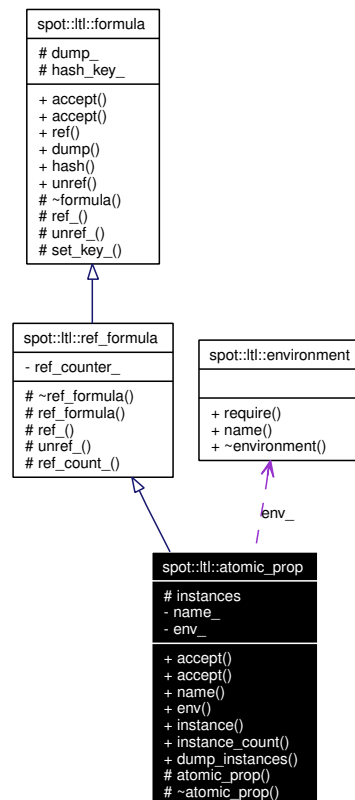 spot::ltl::formula
# dump_
# hash_key_
+ accept()
+ accept()
+ ref()
+ dump()
+ hash()
+ unref()
# ~formula()
# ref_()
# unref_()
# set_key_()
spot::ltl::ref_formula
- ref_counter_
# ~ref_formula()
# ref_formula()
# ref_()
# unref_()
# ref_count_()
spot::ltl::environment
+ require()
+ name()
+ ~environment()
env_
spot::ltl::atomic_prop
# instances
- name_
- env_
+ accept()
+ accept()
+ name()
+ env()
+ instance()
+ instance_count()
+ dump_instances()
# atomic_prop()
# ~atomic_prop()